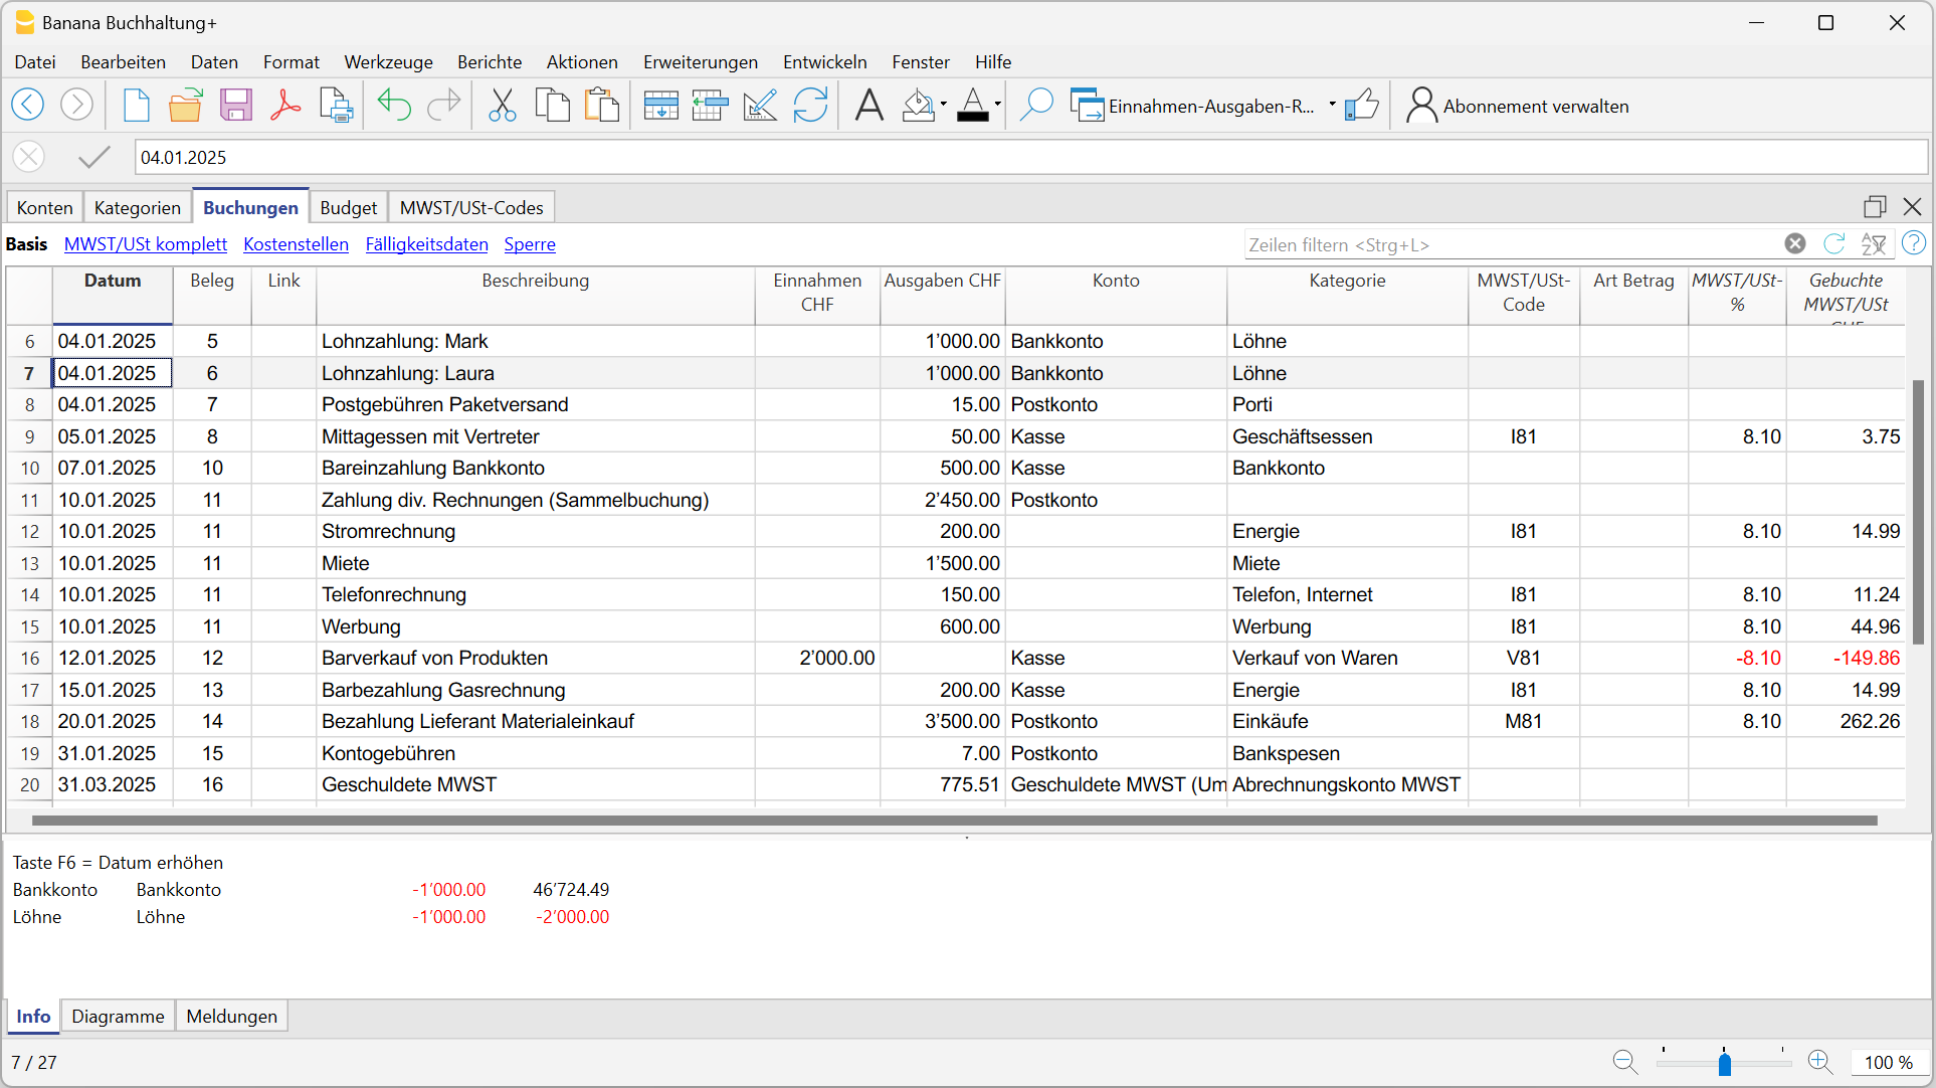 Banana Buchhaltung+
Datei Bearbeiten Daten Format Werkzeuge Berichte Aktionen Erweiterungen Entwickeln Fenster Hilfe
Einnahmen-Ausgaben-R... Abonnement verwalten
04.01.2025
Konten Kategorien Buchungen Budget MWST/USt-Codes
Basis MWST/USt komplett Kostenstellen Fälligkeitsdaten Sperre Zeilen filtern <Strg+L>
Datum Beleg Link Beschreibung Einnahmen CHF Ausgaben CHF Konto Kategorie MWST/USt-Code Art Betrag MWST/USt-% Gebuchte MWST/USt CHF
6 04.01.2025 5 Lohnzahlung: Mark 1’000.00 Bankkonto Löhne
7 04.01.2025 6 Lohnzahlung: Laura 1’000.00 Bankkonto Löhne
8 04.01.2025 7 Postgebühren Paketversand 15.00 Postkonto Porti
9 05.01.2025 8 Mittagessen mit Vertreter 50.00 Kasse Geschäftsessen I81 8.10 3.75
10 07.01.2025 10 Bareinzahlung Bankkonto 500.00 Kasse Bankkonto
11 10.01.2025 11 Zahlung div. Rechnungen (Sammelbuchung) 2’450.00 Postkonto
12 10.01.2025 11 Stromrechnung 200.00 Energie I81 8.10 14.99
13 10.01.2025 11 Miete 1’500.00 Miete
14 10.01.2025 11 Telefonrechnung 150.00 Telefon, Internet I81 8.10 11.24
15 10.01.2025 11 Werbung 600.00 Werbung I81 8.10 44.96
16 12.01.2025 12 Barverkauf von Produkten 2’000.00 Kasse Verkauf von Waren V81 -8.10 -149.86
17 15.01.2025 13 Barbezahlung Gasrechnung 200.00 Kasse Energie I81 8.10 14.99
18 20.01.2025 14 Bezahlung Lieferant Materialeinkauf 3’500.00 Postkonto Einkäufe M81 8.10 262.26
19 31.01.2025 15 Kontogebühren 7.00 Postkonto Bankspesen
20 31.03.2025 16 Geschuldete MWST 775.51 Geschuldete MWST (Um Abrechnungskonto MWST
Taste F6 = Datum erhöhen
Bankkonto Bankkonto -1’000.00 46’724.49
Löhne Löhne -1’000.00 -2’000.00
Info Diagramme Meldungen
7 / 27 100 %